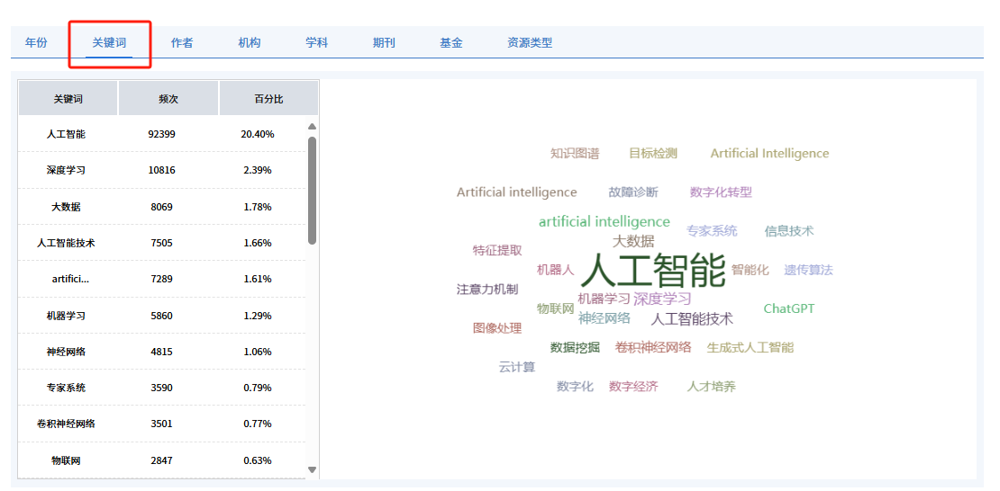 年份 关键词 作者 机构 学科 期刊 基金 资源类型
关键词 频次 百分比
人工智能 92399 20.40%
深度学习 10816 2.39%
大数据 8069 1.78%
人工智能技术 7505 1.66%
artifici... 7289 1.61%
机器学习 5860 1.29%
神经网络 4815 1.06%
专家系统 3590 0.79%
卷积神经网络 3501 0.77%
物联网 2847 0.63%
知识图谱 目标检测 Artificial Intelligence
Artificial intelligence 故障诊断 数字化转型
artificial intelligence 专家系统 信息技术
大数据
特征提取
人工智能
机器人 智能化 遗传算法
注意力机制
机器学习 深度学习
物联网 ChatGPT
神经网络 人工智能技术
图像处理
数据挖掘 卷积神经网络 生成式人工智能
云计算
数字化 数字经济 人才培养